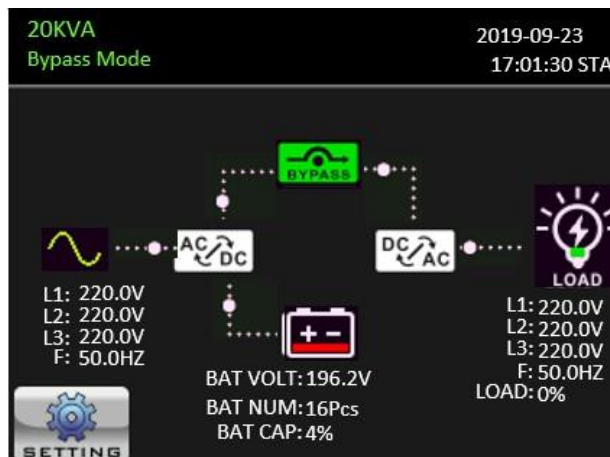 20KVA
Bypass Mode
2019-09-23
17:01:30 STA
BYPASS
AC
DC
DC
AC
LOAD
L1: 220.0V
L2: 220.0V
L3: 220.0V
F: 50.0HZ
+ -
BAT VOLT: 196.2V
BAT NUM: 16Pcs
BAT CAP: 4%
L1: 220.0V
L2: 220.0V
L3: 220.0V
F: 50.0HZ
LOAD: 0%
SETTING